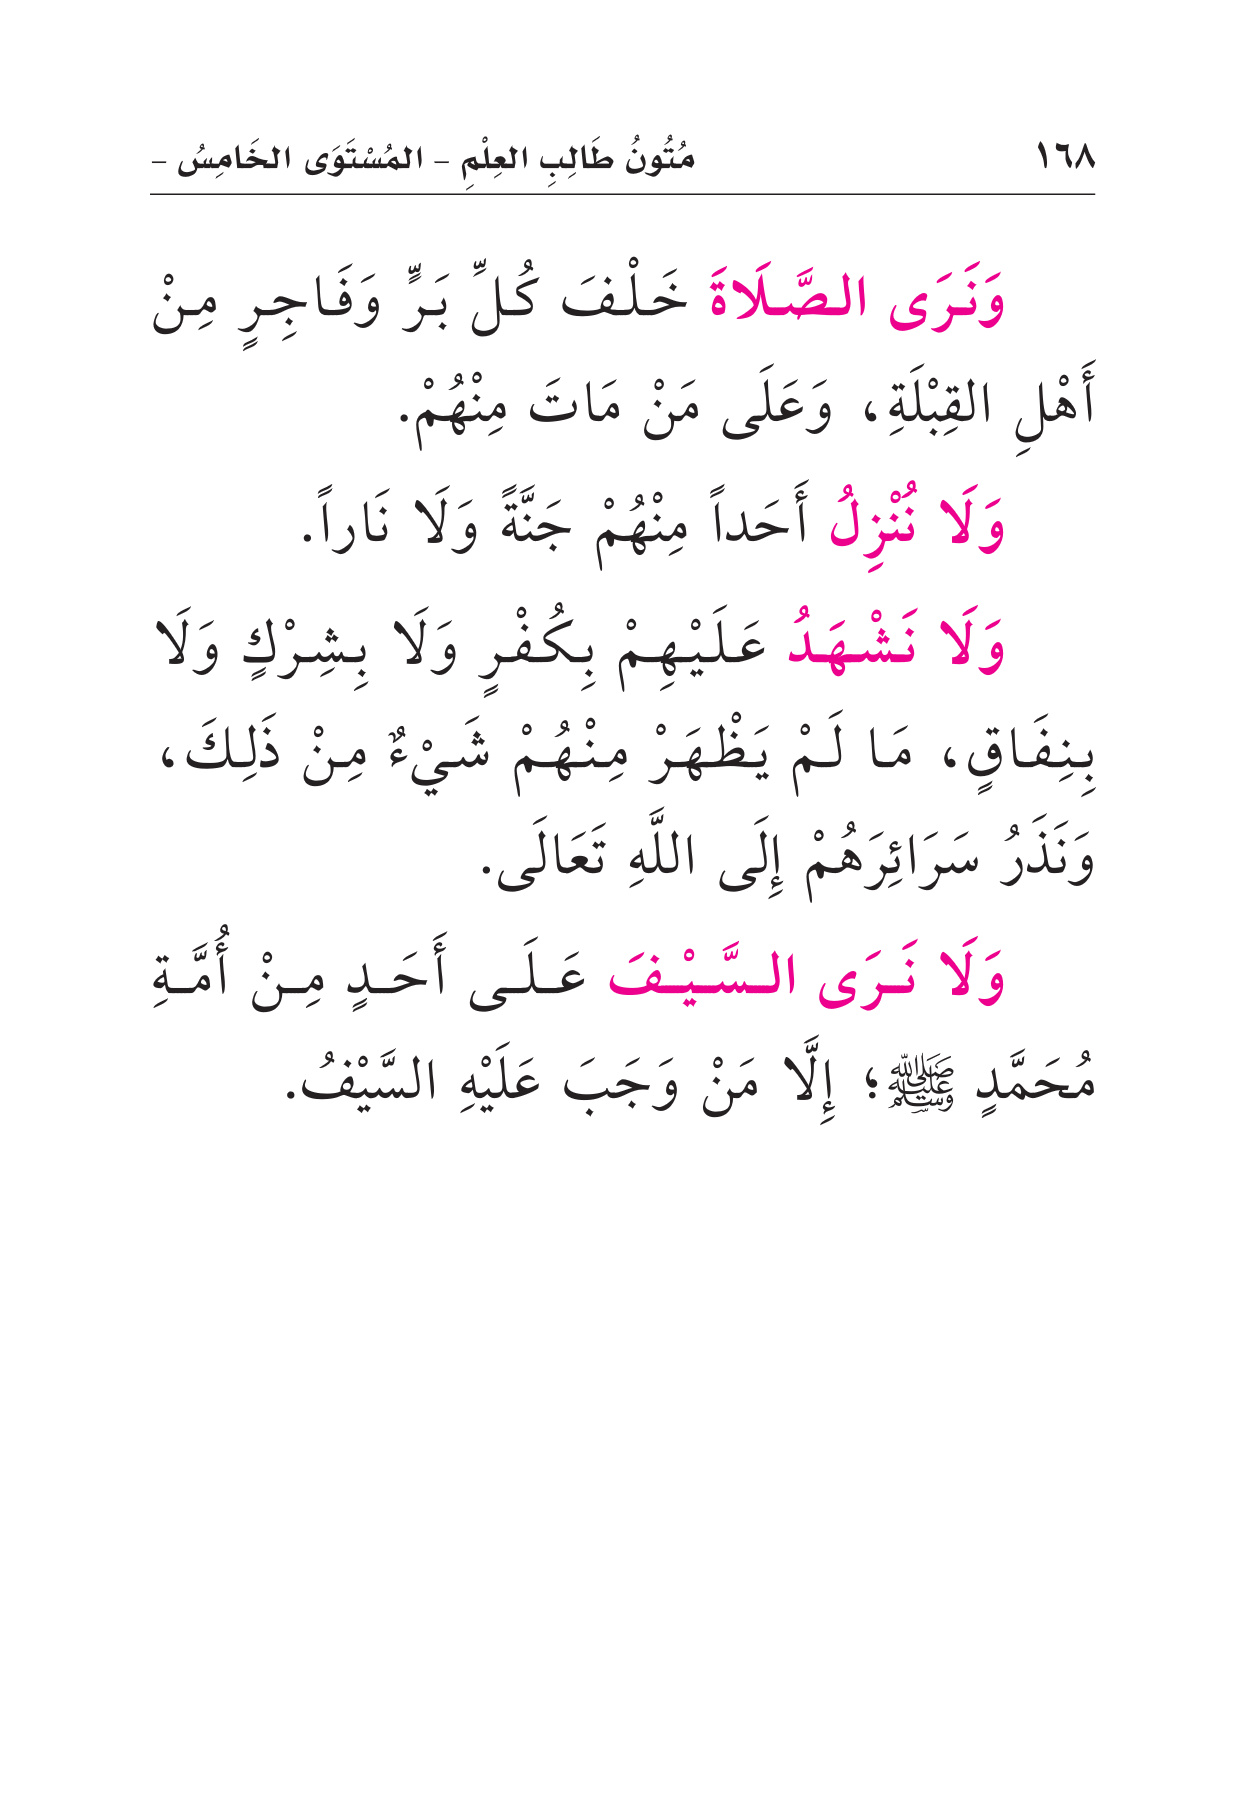 ١٦٨ مُتُونُ طَالِبِ العِلْمِ - المُسْتَوَى الخَامِسُ -
وَنَرَى الصَّلَاةَ خَلْفَ كُلِّ بَرٍّ وَفَاجِرٍ مِنْ
أَهْلِ القِبْلَةِ، وَعَلَى مَنْ مَاتَ مِنْهُمْ.
وَلَا نُنْزِلُ أَحَداً مِنْهُمْ جَنَّةً وَلَا نَاراً.
وَلَا نَشْهَدُ عَلَيْهِمْ بِكُفْرٍ وَلَا بِشِرْكٍ وَلَا
بِنِفَاقٍ، مَا لَمْ يَظْهَرْ مِنْهُمْ شَيْءٌ مِنْ ذَلِكَ،
وَنَذَرُ سَرَائِرَهُمْ إِلَى اللَّهِ تَعَالَى.
وَلَا نَرَى السَّيْفَ عَلَى أَحَدٍ مِنْ أُمَّةِ
مُحَمَّدٍ ﷺ؛ إِلَّا مَنْ وَجَبَ عَلَيْهِ السَّيْفُ.